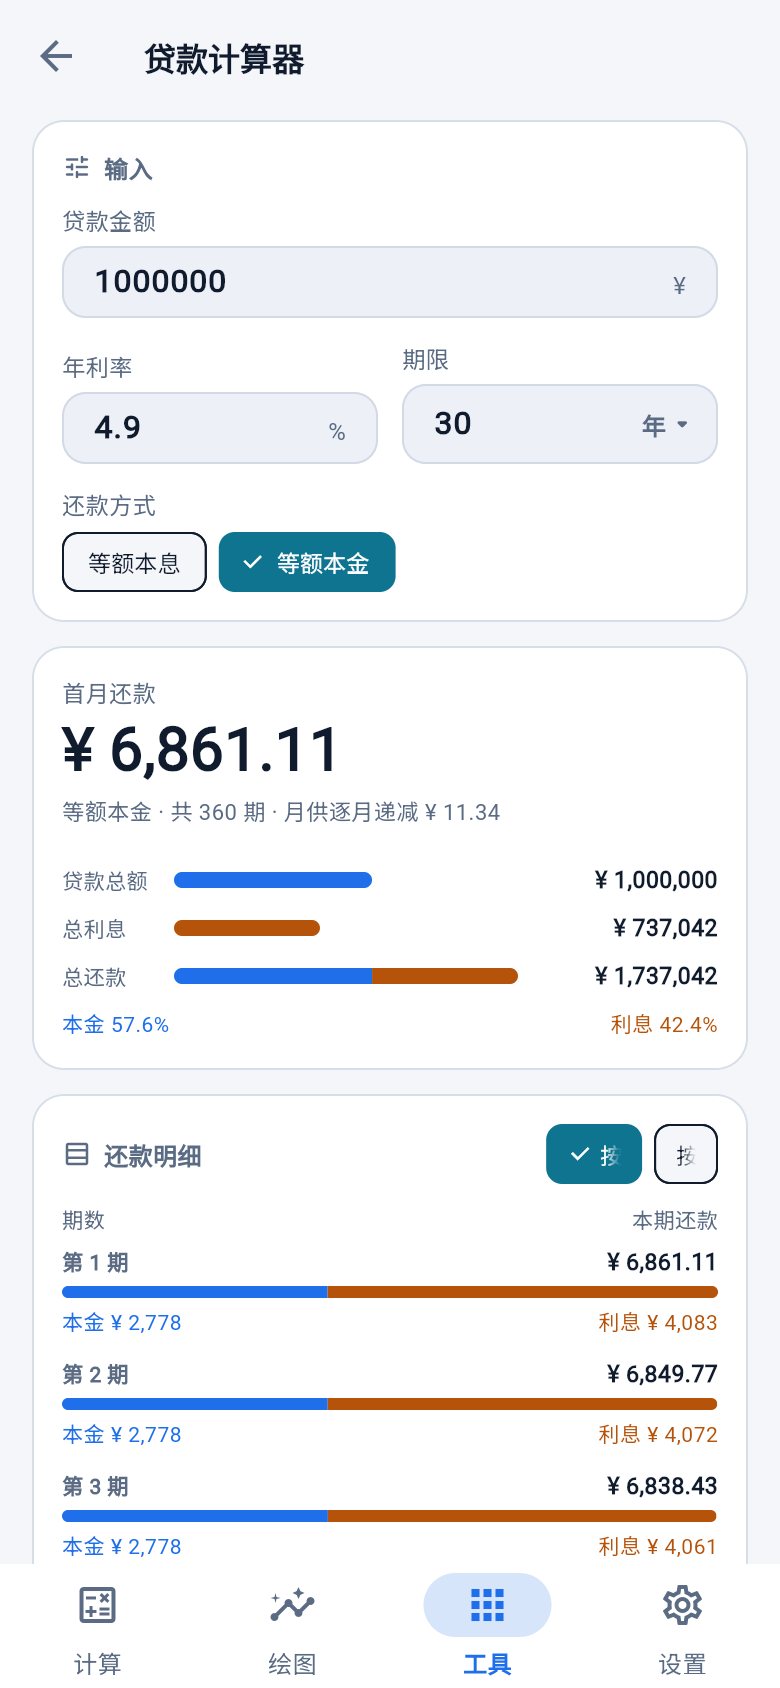 贷款计算器
输入
贷款金额
1000000 ¥
年利率 期限
4.9 % 30 年
还款方式
等额本息 等额本金
首月还款
¥ 6,861.11
等额本金 · 共 360 期 · 月供逐月递减 ¥ 11.34
贷款总额 ¥ 1,000,000
总利息 ¥ 737,042
总还款 ¥ 1,737,042
本金 57.6% 利息 42.4%
还款明细 按 按
期数 本期还款
第 1 期 ¥ 6,861.11
本金 ¥ 2,778 利息 ¥ 4,083
第 2 期 ¥ 6,849.77
本金 ¥ 2,778 利息 ¥ 4,072
第 3 期 ¥ 6,838.43
本金 ¥ 2,778 利息 ¥ 4,061
计算 绘图 工具 设置